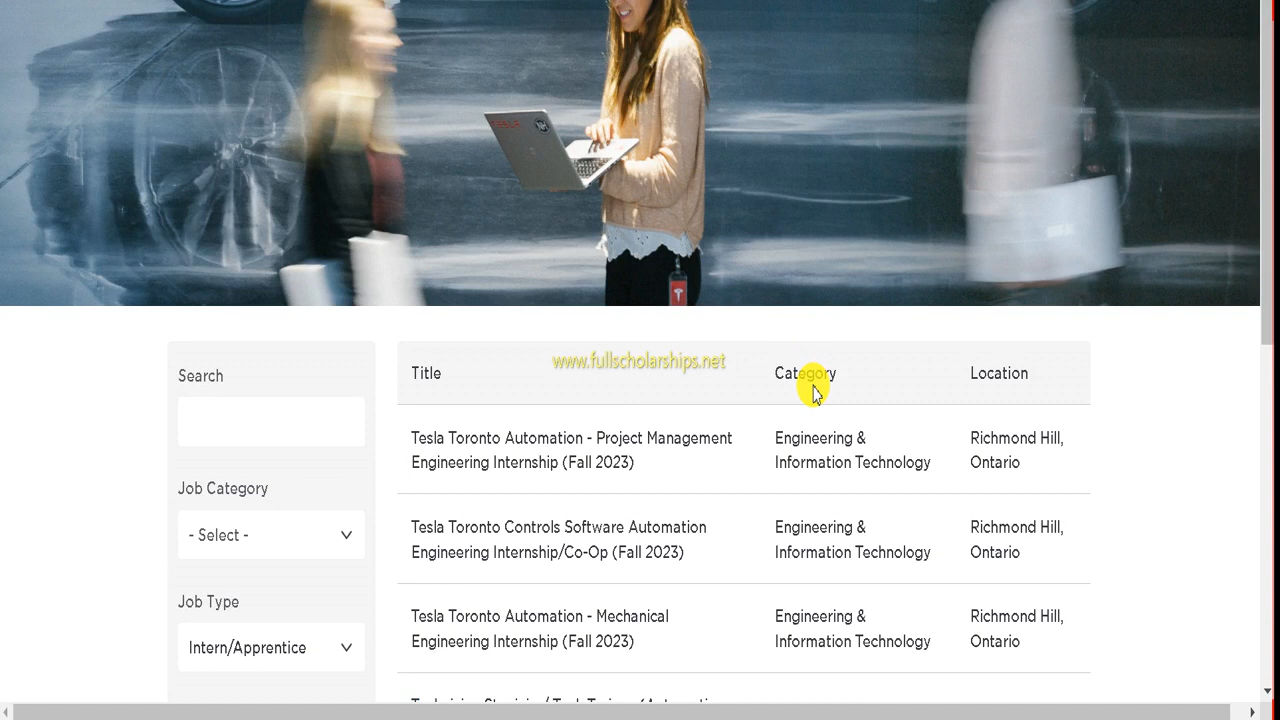 www.fullscholarships.net
Search
Job Category
- Select -
Job Type
Intern/Apprentice
Title
Category
Location
Tesla Toronto Automation - Project Management
Engineering Internship (Fall 2023)
Engineering &
Information Technology
Richmond Hill,
Ontario
Tesla Toronto Controls Software Automation
Engineering Internship/Co-Op (Fall 2023)
Engineering &
Information Technology
Richmond Hill,
Ontario
Tesla Toronto Automation - Mechanical
Engineering Internship (Fall 2023)
Engineering &
Information Technology
Richmond Hill,
Ontario